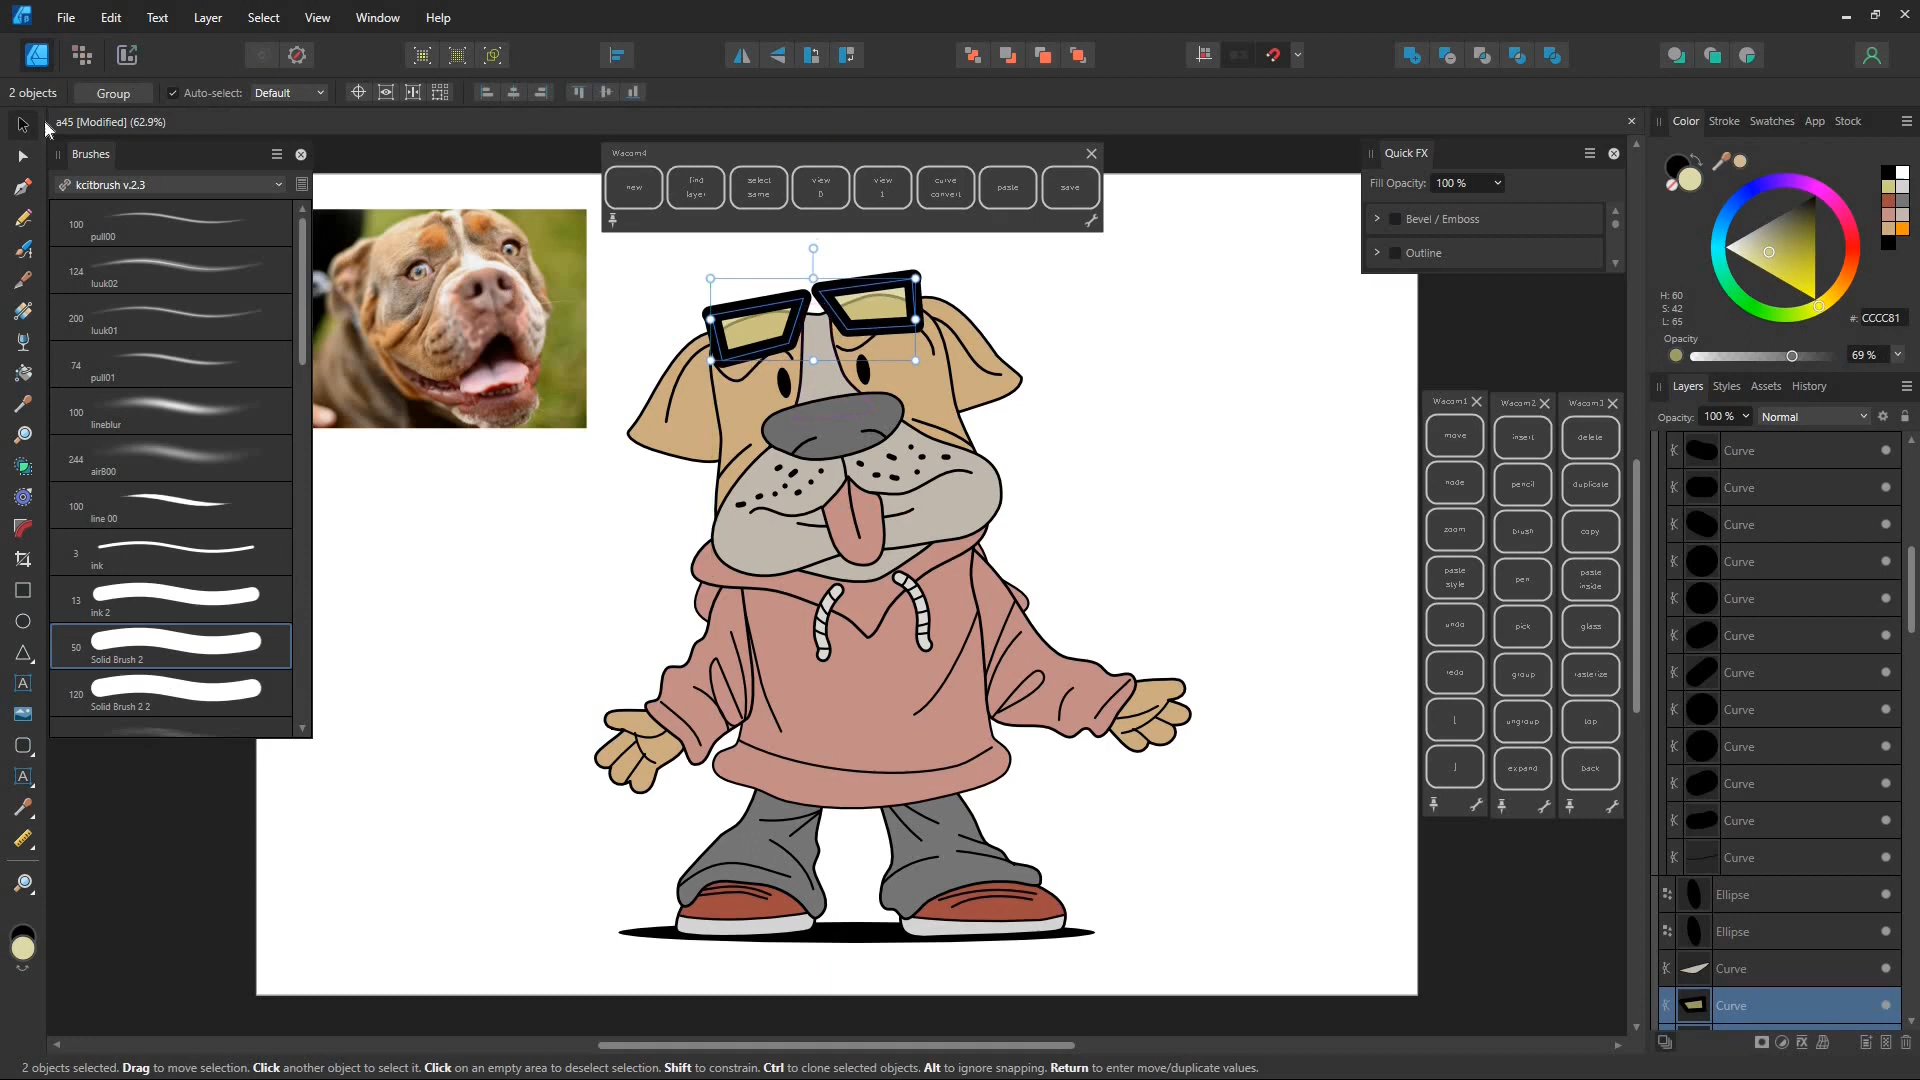 File Edit Text Layer Select View Window Help
2 objects Group Auto-select: Default
a45 [Modified] (62.9%)
Brushes
kcitbrush v.2.3
100 pull00
124 luuk02
200 luuk01
74 pull01
100 lineblur
244 air800
100 line 00
3 ink
13 ink 2
50 Solid Brush 2
120 Solid Brush 2 2
Wacom4
new find layer select same view 0 view 1 curve convert paste save
Quick FX
Fill Opacity: 100 %
Bevel / Emboss
Outline
Color Stroke Swatches App Stock
H: 60
S: 42
L: 65
#: CCCC81
Opacity
69 %
Layers Styles Assets History
Opacity: 100 % Normal
Wacom1
move
node
zoom
paste style
undo
redo
[
]
Wacom2
insert
pencil
brush
pen
pick
group
ungroup
expand
Wacom3
delete
duplicate
copy
paste inside
glass
rasterize
top
back
Curve
Curve
Curve
Curve
Curve
Curve
Curve
Curve
Curve
Curve
Curve
Curve
Ellipse
Ellipse
Curve
Curve
2 objects selected. Drag to move selection. Click another object to select it. Click on an empty area to deselect selection. Shift to constrain. Ctrl to clone selected objects. Alt to ignore snapping. Return to enter move/duplicate values.